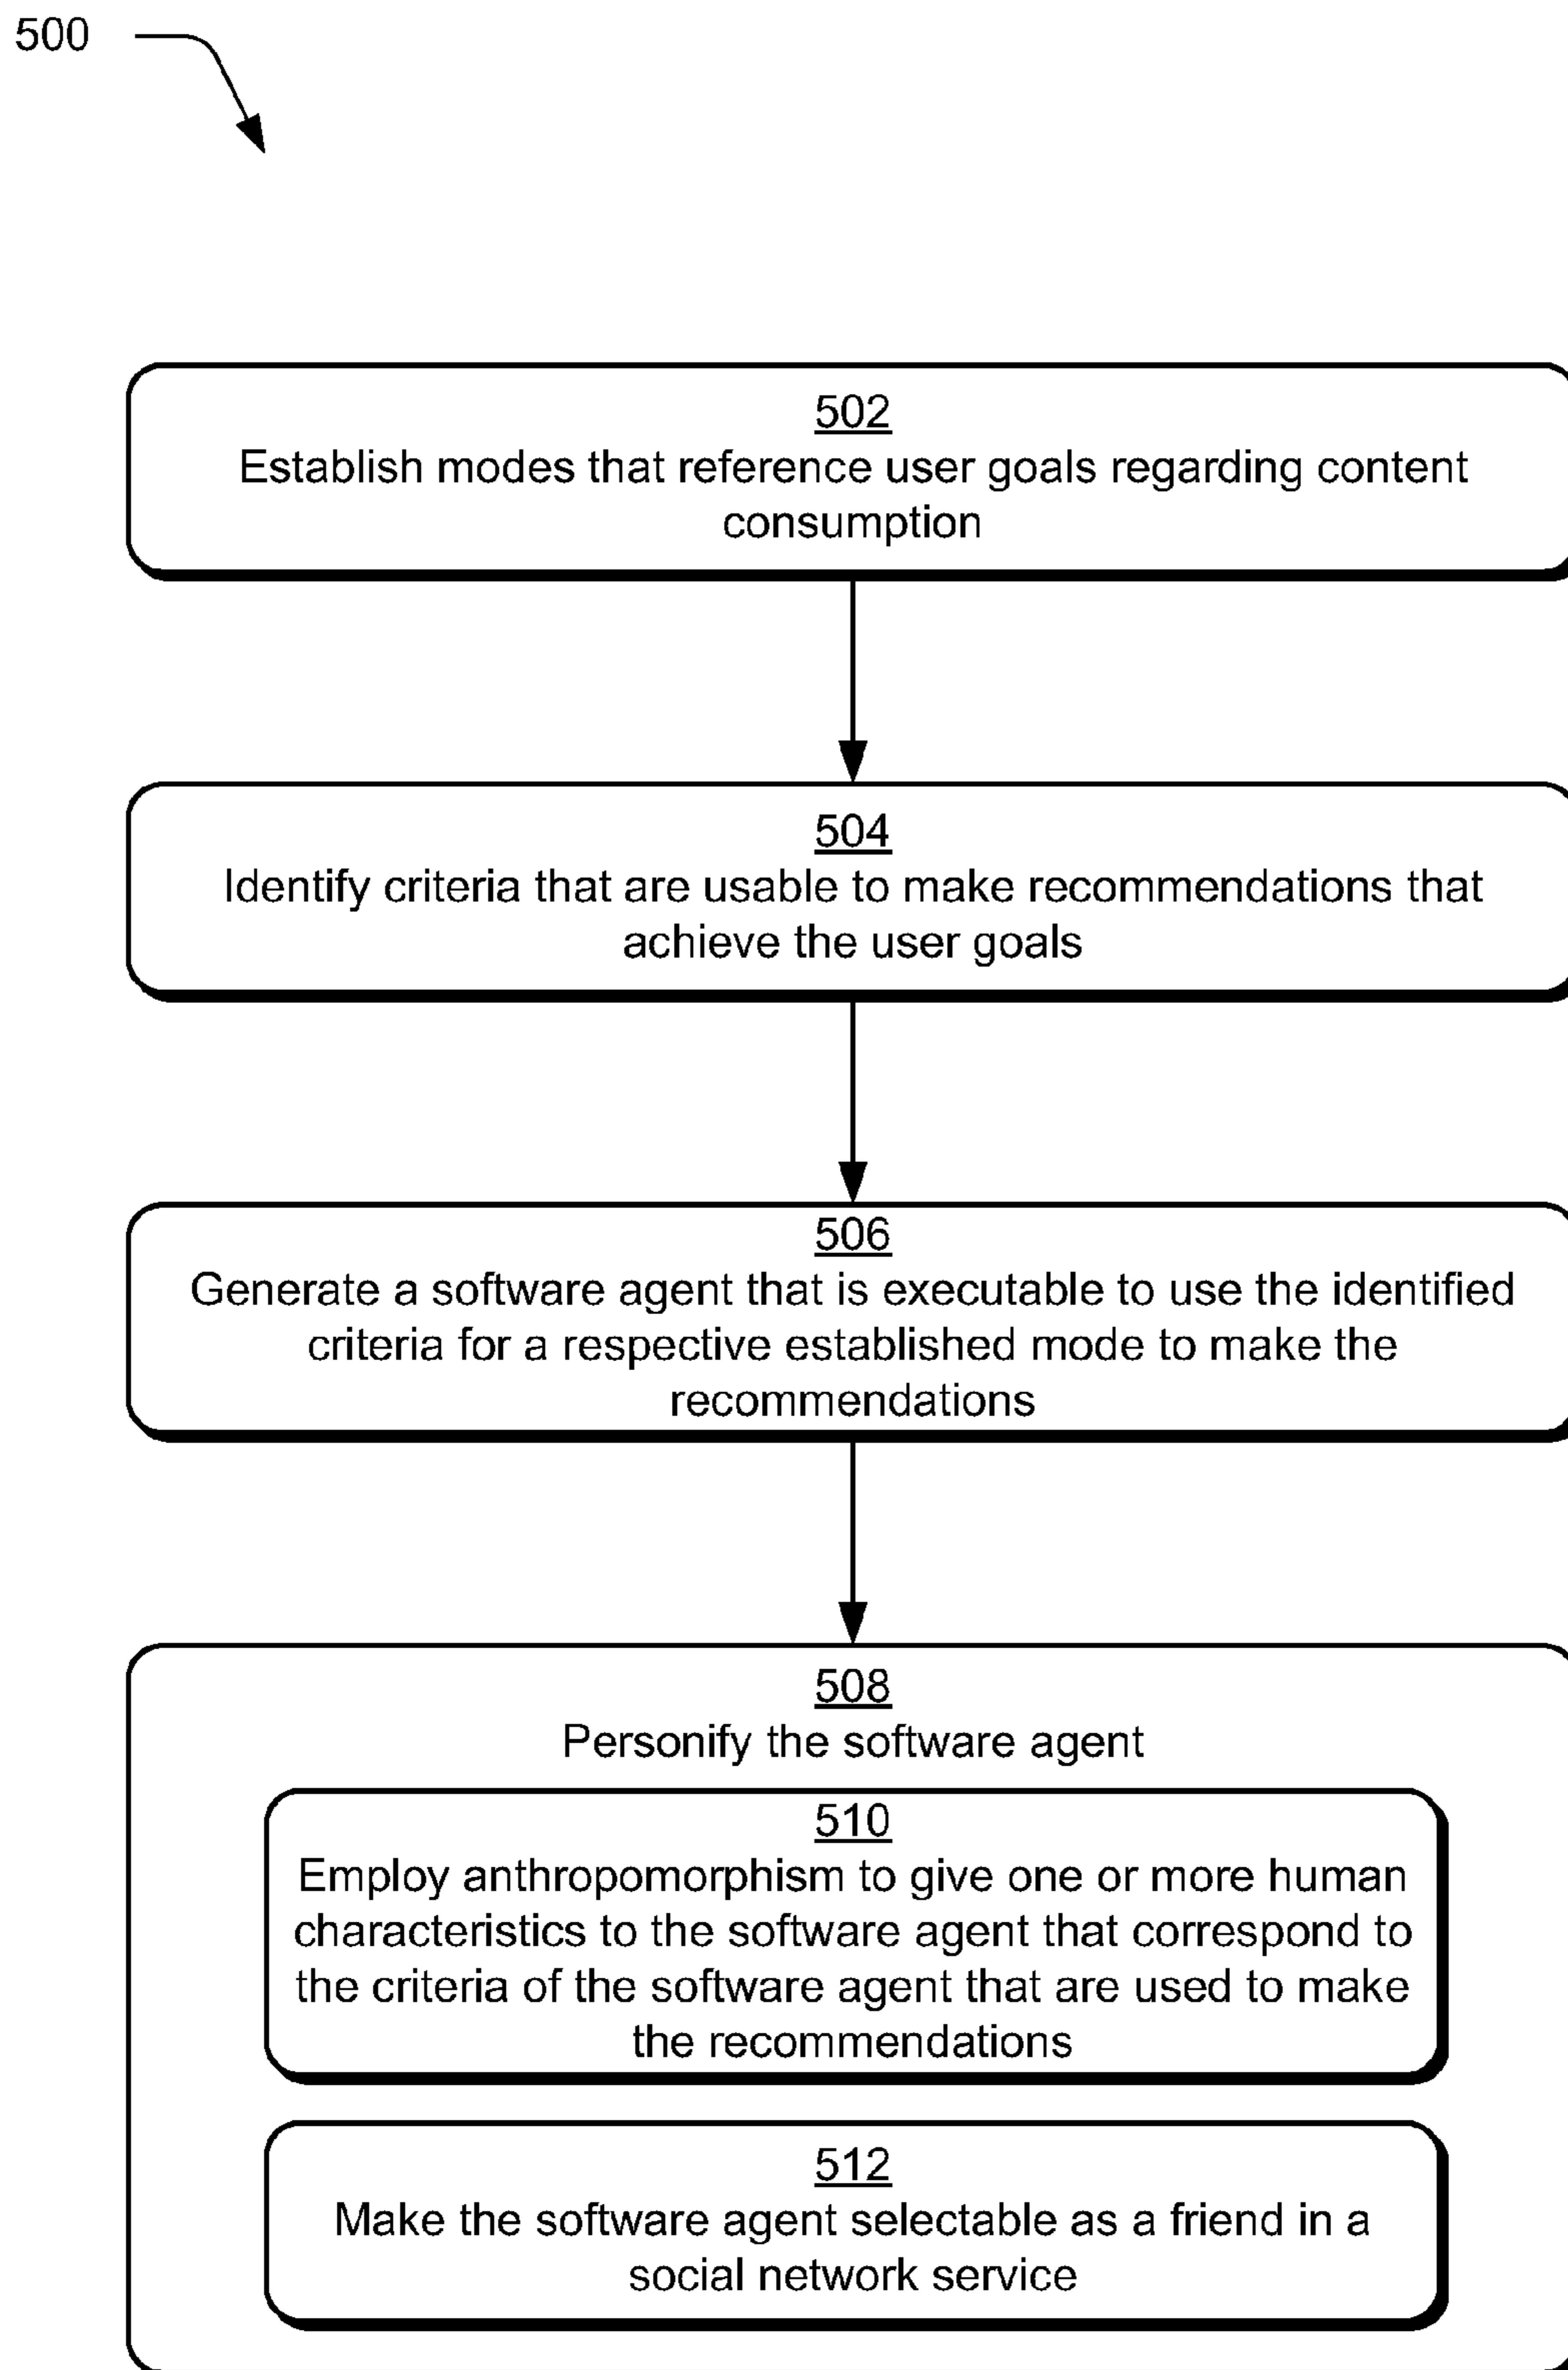 500
502
Establish modes that reference user goals regarding content
consumption
504
Identify criteria that are usable to make recommendations that
achieve the user goals
506
Generate a software agent that is executable to use the identified
criteria for a respective established mode to make the
recommendations
508
Personify the software agent
510
Employ anthropomorphism to give one or more human
characteristics to the software agent that correspond to
the criteria of the software agent that are used to make
the recommendations
512
Make the software agent selectable as a friend in a
social network service